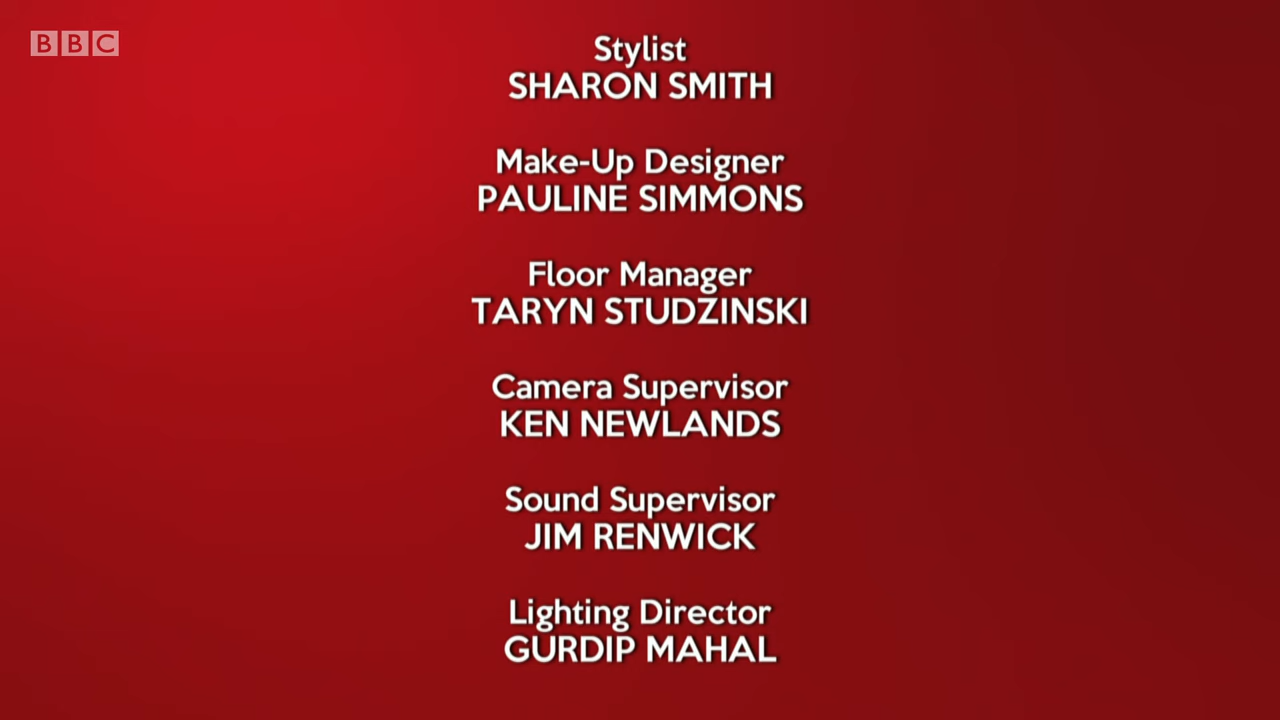 BBC
Stylist
SHARON SMITH
Make-Up Designer
PAULINE SIMMONS
Floor Manager
TARYN STUDZINSKI
Camera Supervisor
KEN NEWLANDS
Sound Supervisor
JIM RENWICK
Lighting Director
GURDIP MAHAL